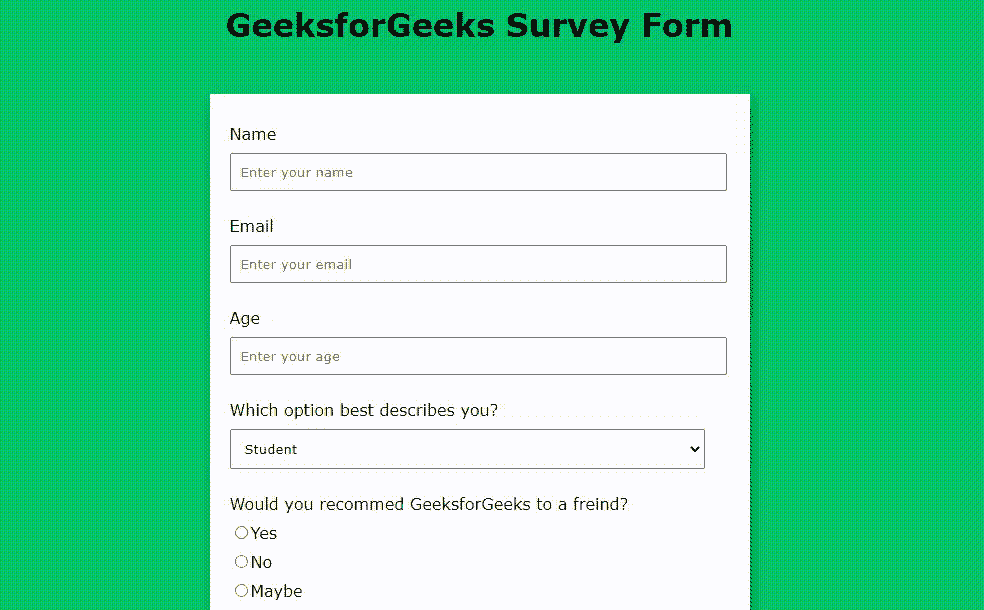 GeeksforGeeks Survey Form
Name
Enter your name
Email
Enter your email
Age
Enter your age
Which option best describes you?
Student
Would you recommed GeeksforGeeks to a freind?
Yes
No
Maybe